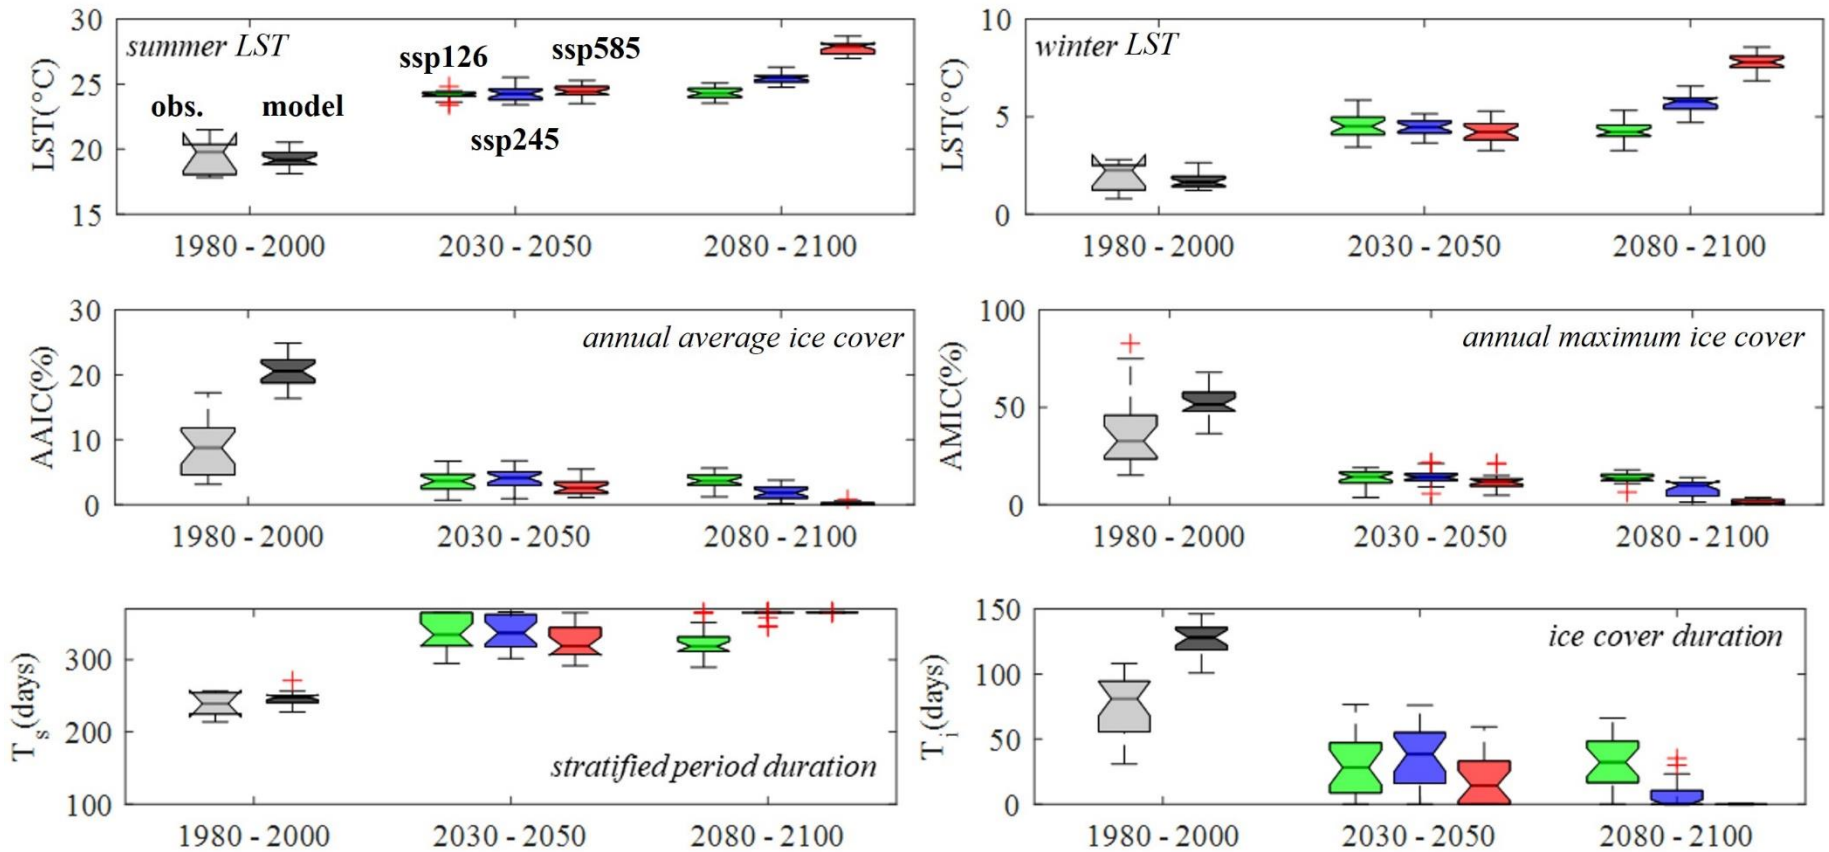 summer LST
ssp126
ssp585
obs.
model
ssp245
LST(°C)
30
25
20
15
1980 - 2000
2030 - 2050
2080 - 2100
winter LST
LST(°C)
10
5
0
1980 - 2000
2030 - 2050
2080 - 2100
annual average ice cover
AAIC(%)
30
20
10
0
1980 - 2000
2030 - 2050
2080 - 2100
annual maximum ice cover
AMIC(%)
100
50
0
1980 - 2000
2030 - 2050
2080 - 2100
Ts(days)
300
200
100
stratified period duration
1980 - 2000
2030 - 2050
2080 - 2100
ice cover duration
Ti(days)
150
100
50
0
1980 - 2000
2030 - 2050
2080 - 2100